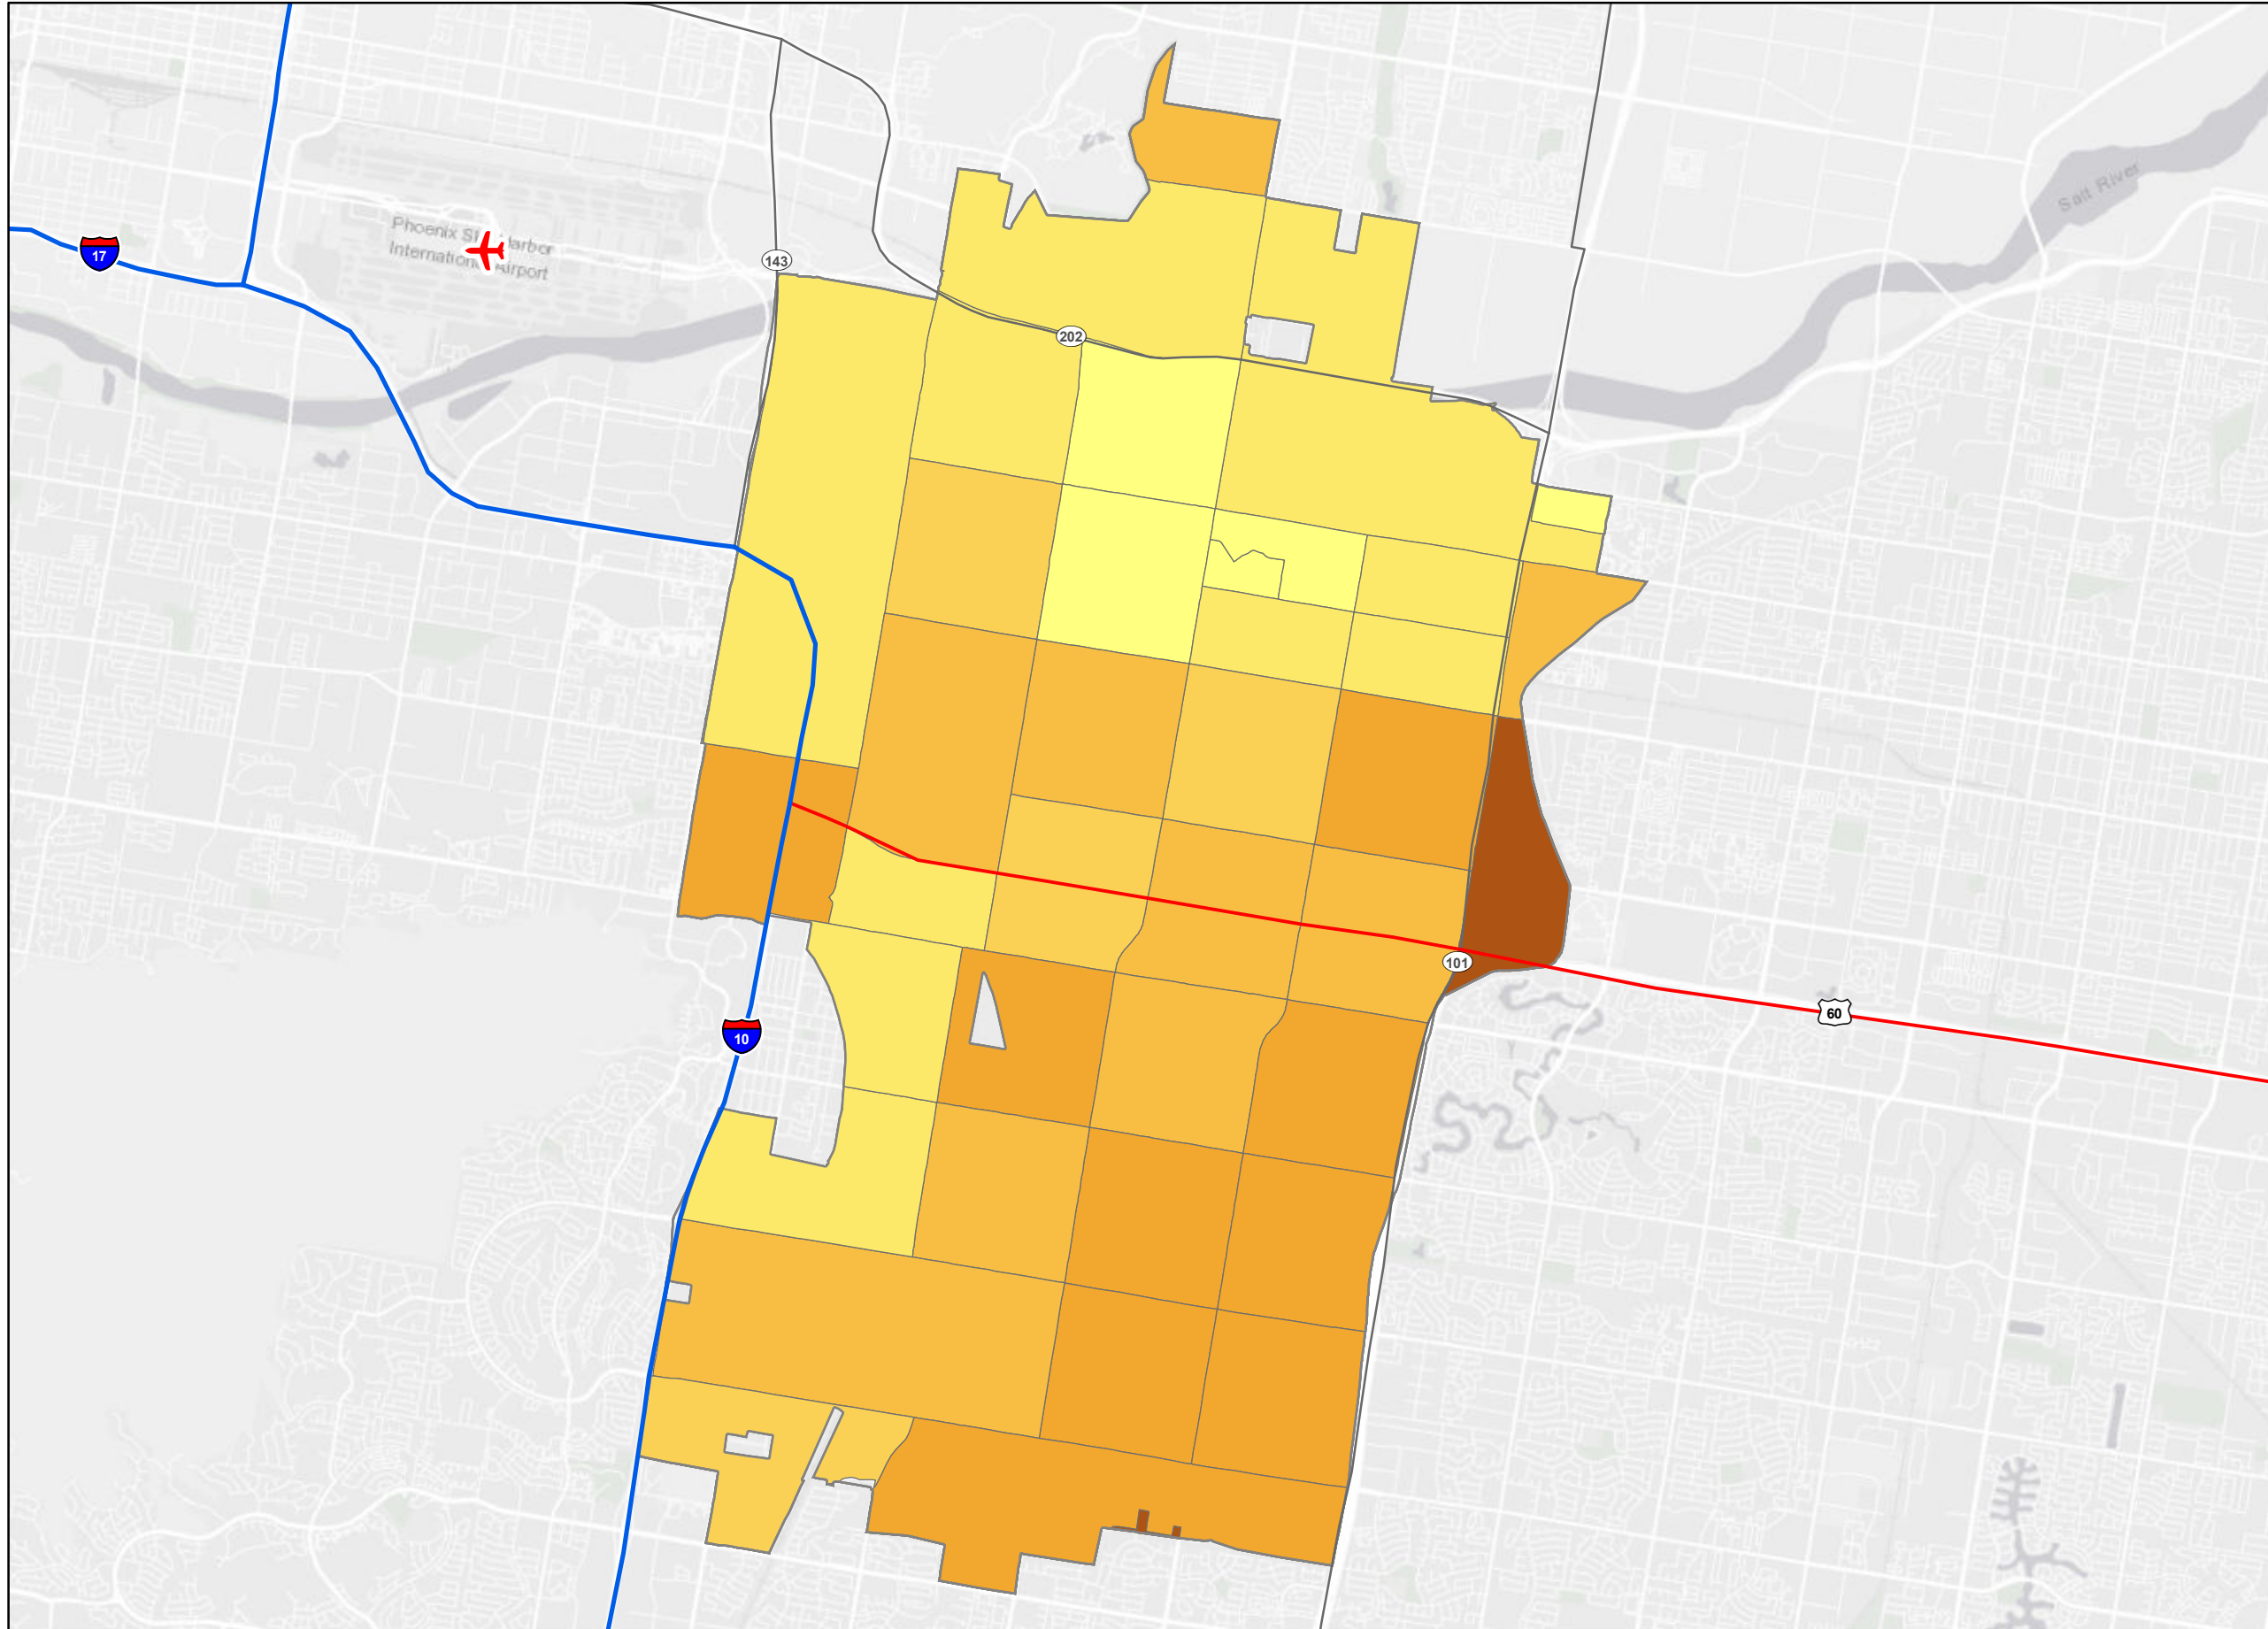 Salt River
Phoenix Sky Harbor
International Airport
17
143
202
101
60
10